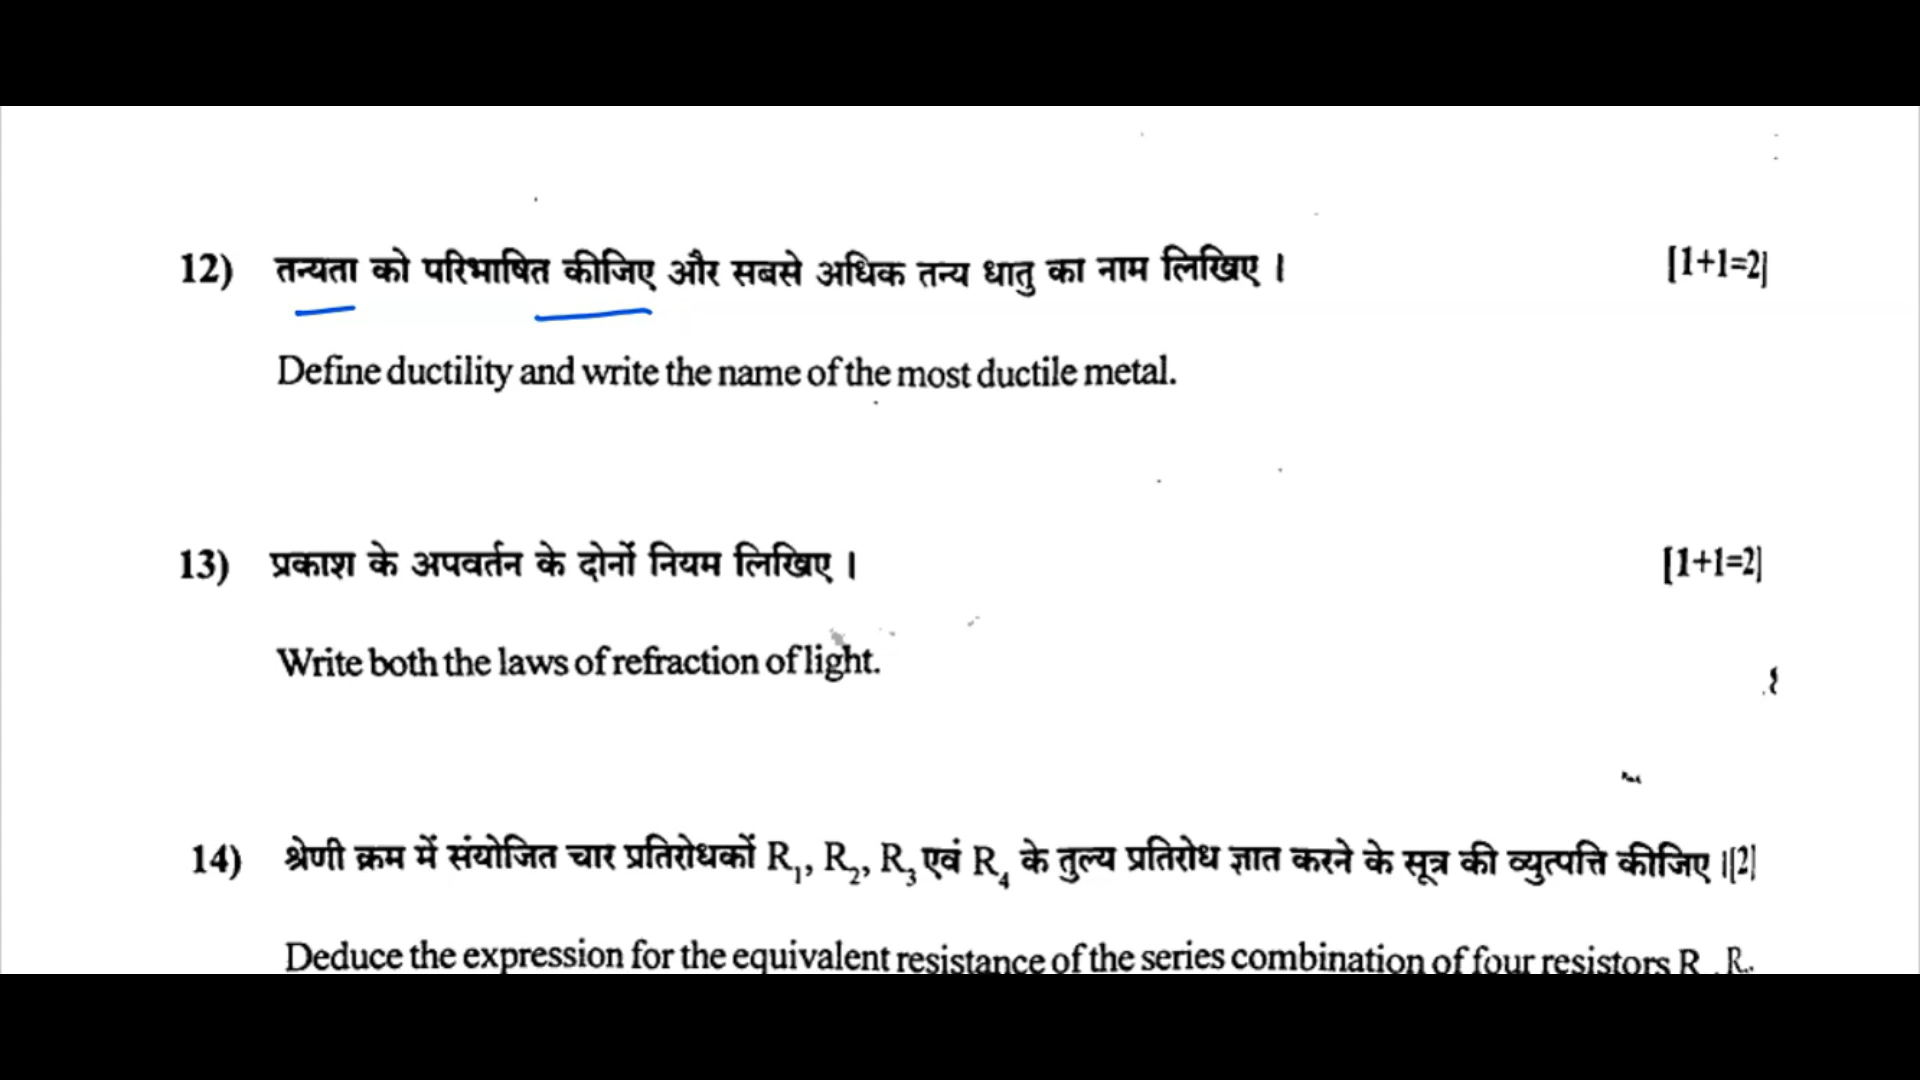 12) तन्यता को परिभाषित कीजिए और सबसे अधिक तन्य धातु का नाम लिखिए । [1+1=2]
Define ductility and write the name of the most ductile metal.
13) प्रकाश के अपवर्तन के दोनों नियम लिखिए । [1+1=2]
Write both the laws of refraction of light.
14) श्रेणी क्रम में संयोजित चार प्रतिरोधकों R₁, R₂, R₃ एवं R₄ के तुल्य प्रतिरोध ज्ञात करने के सूत्र की व्युत्पत्ति कीजिए ।[2]
Deduce the expression for the equivalent resistance of the series combination of four resistors R , R